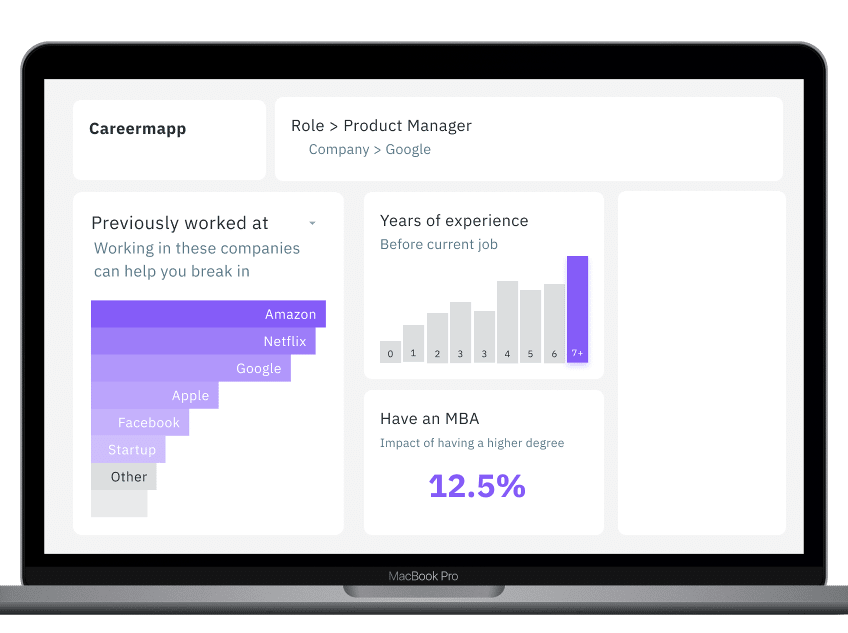 Careermapp
Role > Product Manager
Company > Google
Previously worked at
Working in these companies
can help you break in
Amazon
Netflix
Google
Apple
Facebook
Startup
Other
Years of experience
Before current job
0 1 2 3 3 4 5 6 7+
Have an MBA
Impact of having a higher degree
12.5%
MacBook Pro